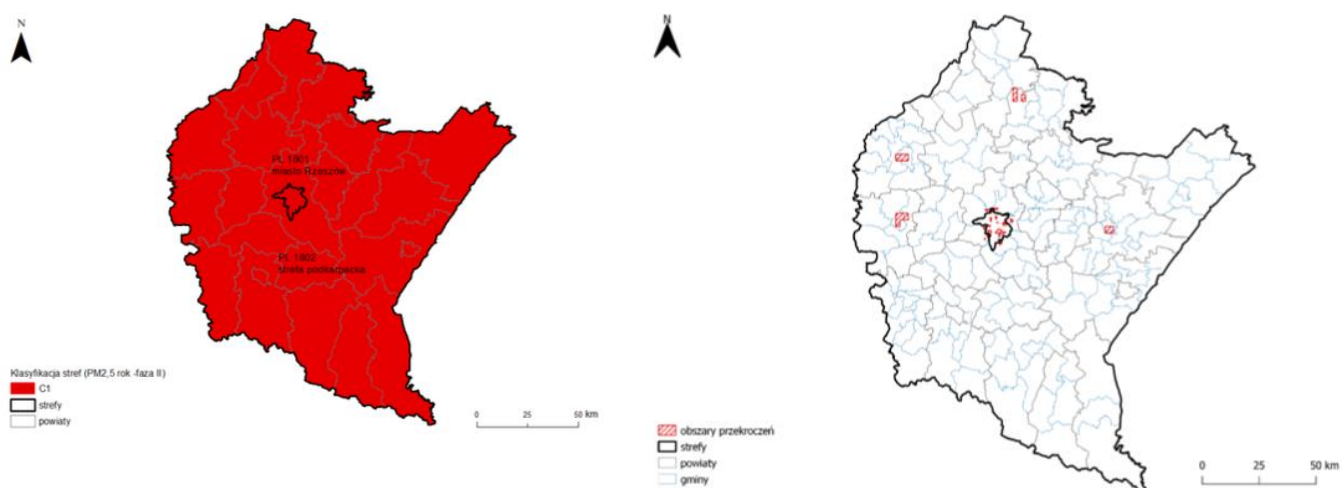 N
PL 1801
miasto Rzeszów
PL 1802
strefa podkarpacka
Klasyfikacja stref (PM2,5 rok -faza II)
C1
strefy
powiaty
0 25 50 km
N
obszary przekroczeń
strefy
powiaty
gminy
0 25 50 km